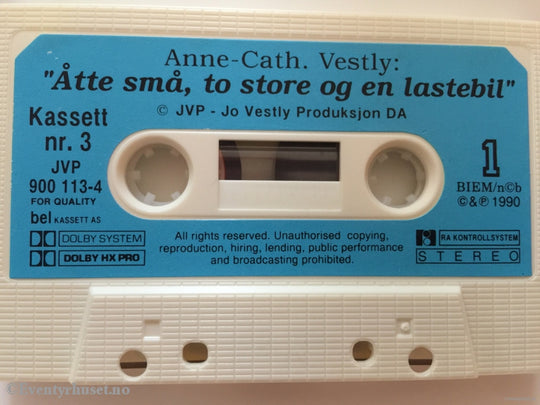 Anne-Cath. Vestly:
"Åtte små, to store og en lastebil"
© JVP - Jo Vestly Produksjon DA
Kassett
nr. 3
JVP
900 113-4
FOR QUALITY
bel KASSETT AS
DOLBY SYSTEM
DOLBY HX PRO
All rights reserved. Unauthorised copying,
reproduction, hiring, lending, public performance
and broadcasting prohibited.
1
BIEM/n©b
©&℗ 1990
RA KONTROLLSYSTEM
STEREO
© Eventyrhuset.no